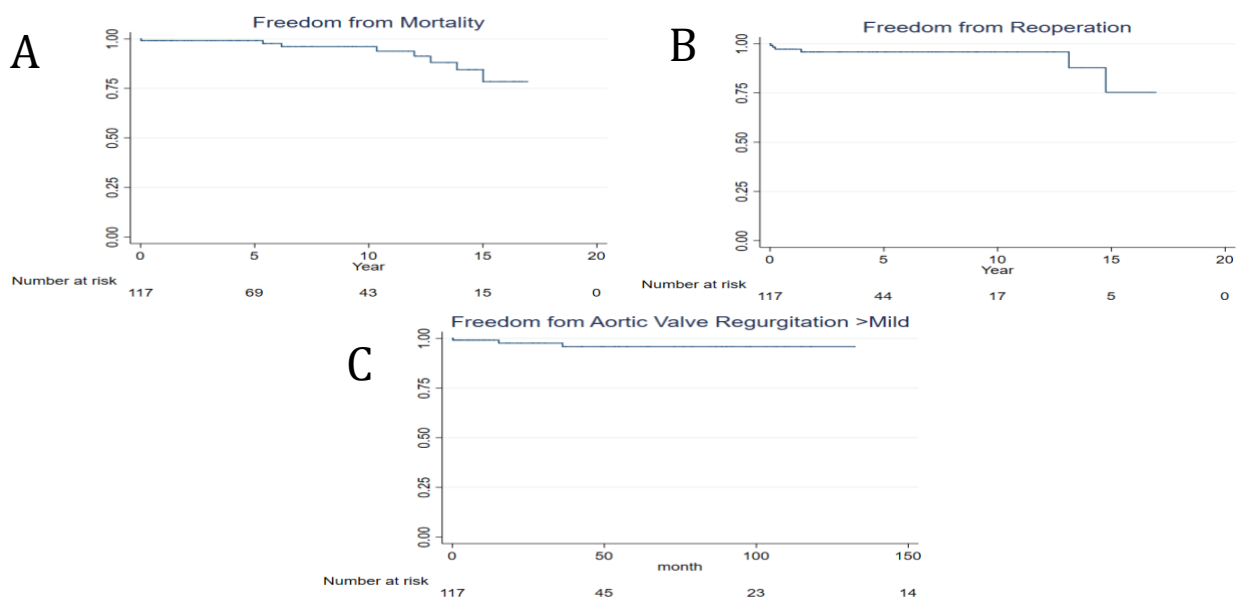 A
Freedom from Mortality
1.00
0.75
0.50
0.25
0.00
0 5 10 15 20
Year
Number at risk
117 69 43 15 0
B
Freedom from Reoperation
1.00
0.75
0.50
0.25
0.00
0 5 10 15 20
Year
Number at risk
117 44 17 5 0
C
Freedom fom Aortic Valve Regurgitation >Mild
1.00
0.75
0.50
0.25
0.00
0 50 100 150
month
Number at risk
117 45 23 14